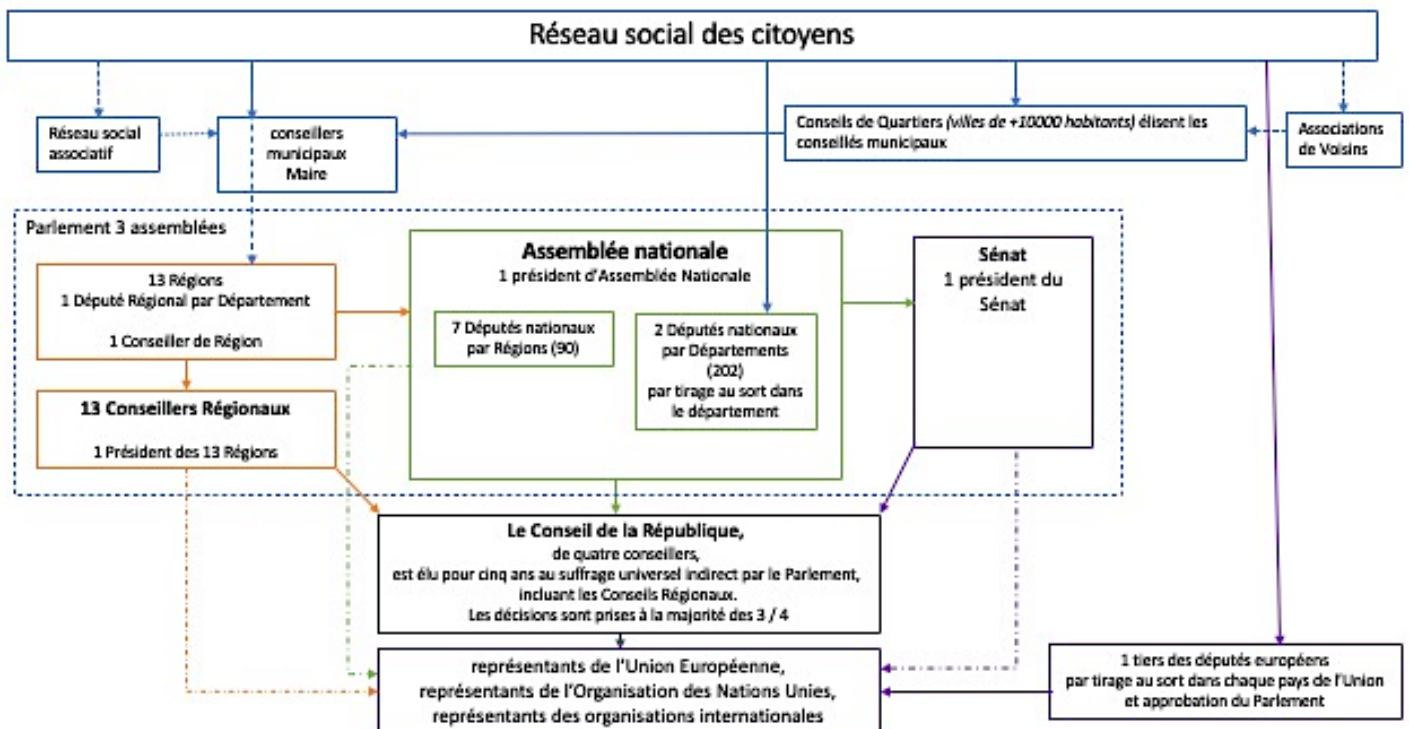 Réseau social des citoyens
Réseau social
associatif
conseillers
municipaux
Maire
Conseils de Quartiers (villes de +10000 habitants) élisent les
conseillés municipaux
Associations
de Voisins
Parlement 3 assemblées
13 Régions
1 Député Régional par Département
1 Conseiller de Région
13 Conseillers Régionaux
1 Président des 13 Régions
Assemblée nationale
1 président d'Assemblée Nationale
7 Députés nationaux
par Régions (90)
2 Députés nationaux
par Départements
(202)
par tirage au sort dans
le département
Sénat
1 président du
Sénat
Le Conseil de la République,
de quatre conseillers,
est élu pour cinq ans au suffrage universel indirect par le Parlement,
incluant les Conseils Régionaux.
Les décisions sont prises à la majorité des 3 / 4
représentants de l'Union Européenne,
représentants de l'Organisation des Nations Unies,
représentants des organisations internationales
1 tiers des députés européens
par tirage au sort dans chaque pays de l'Union
et approbation du Parlement